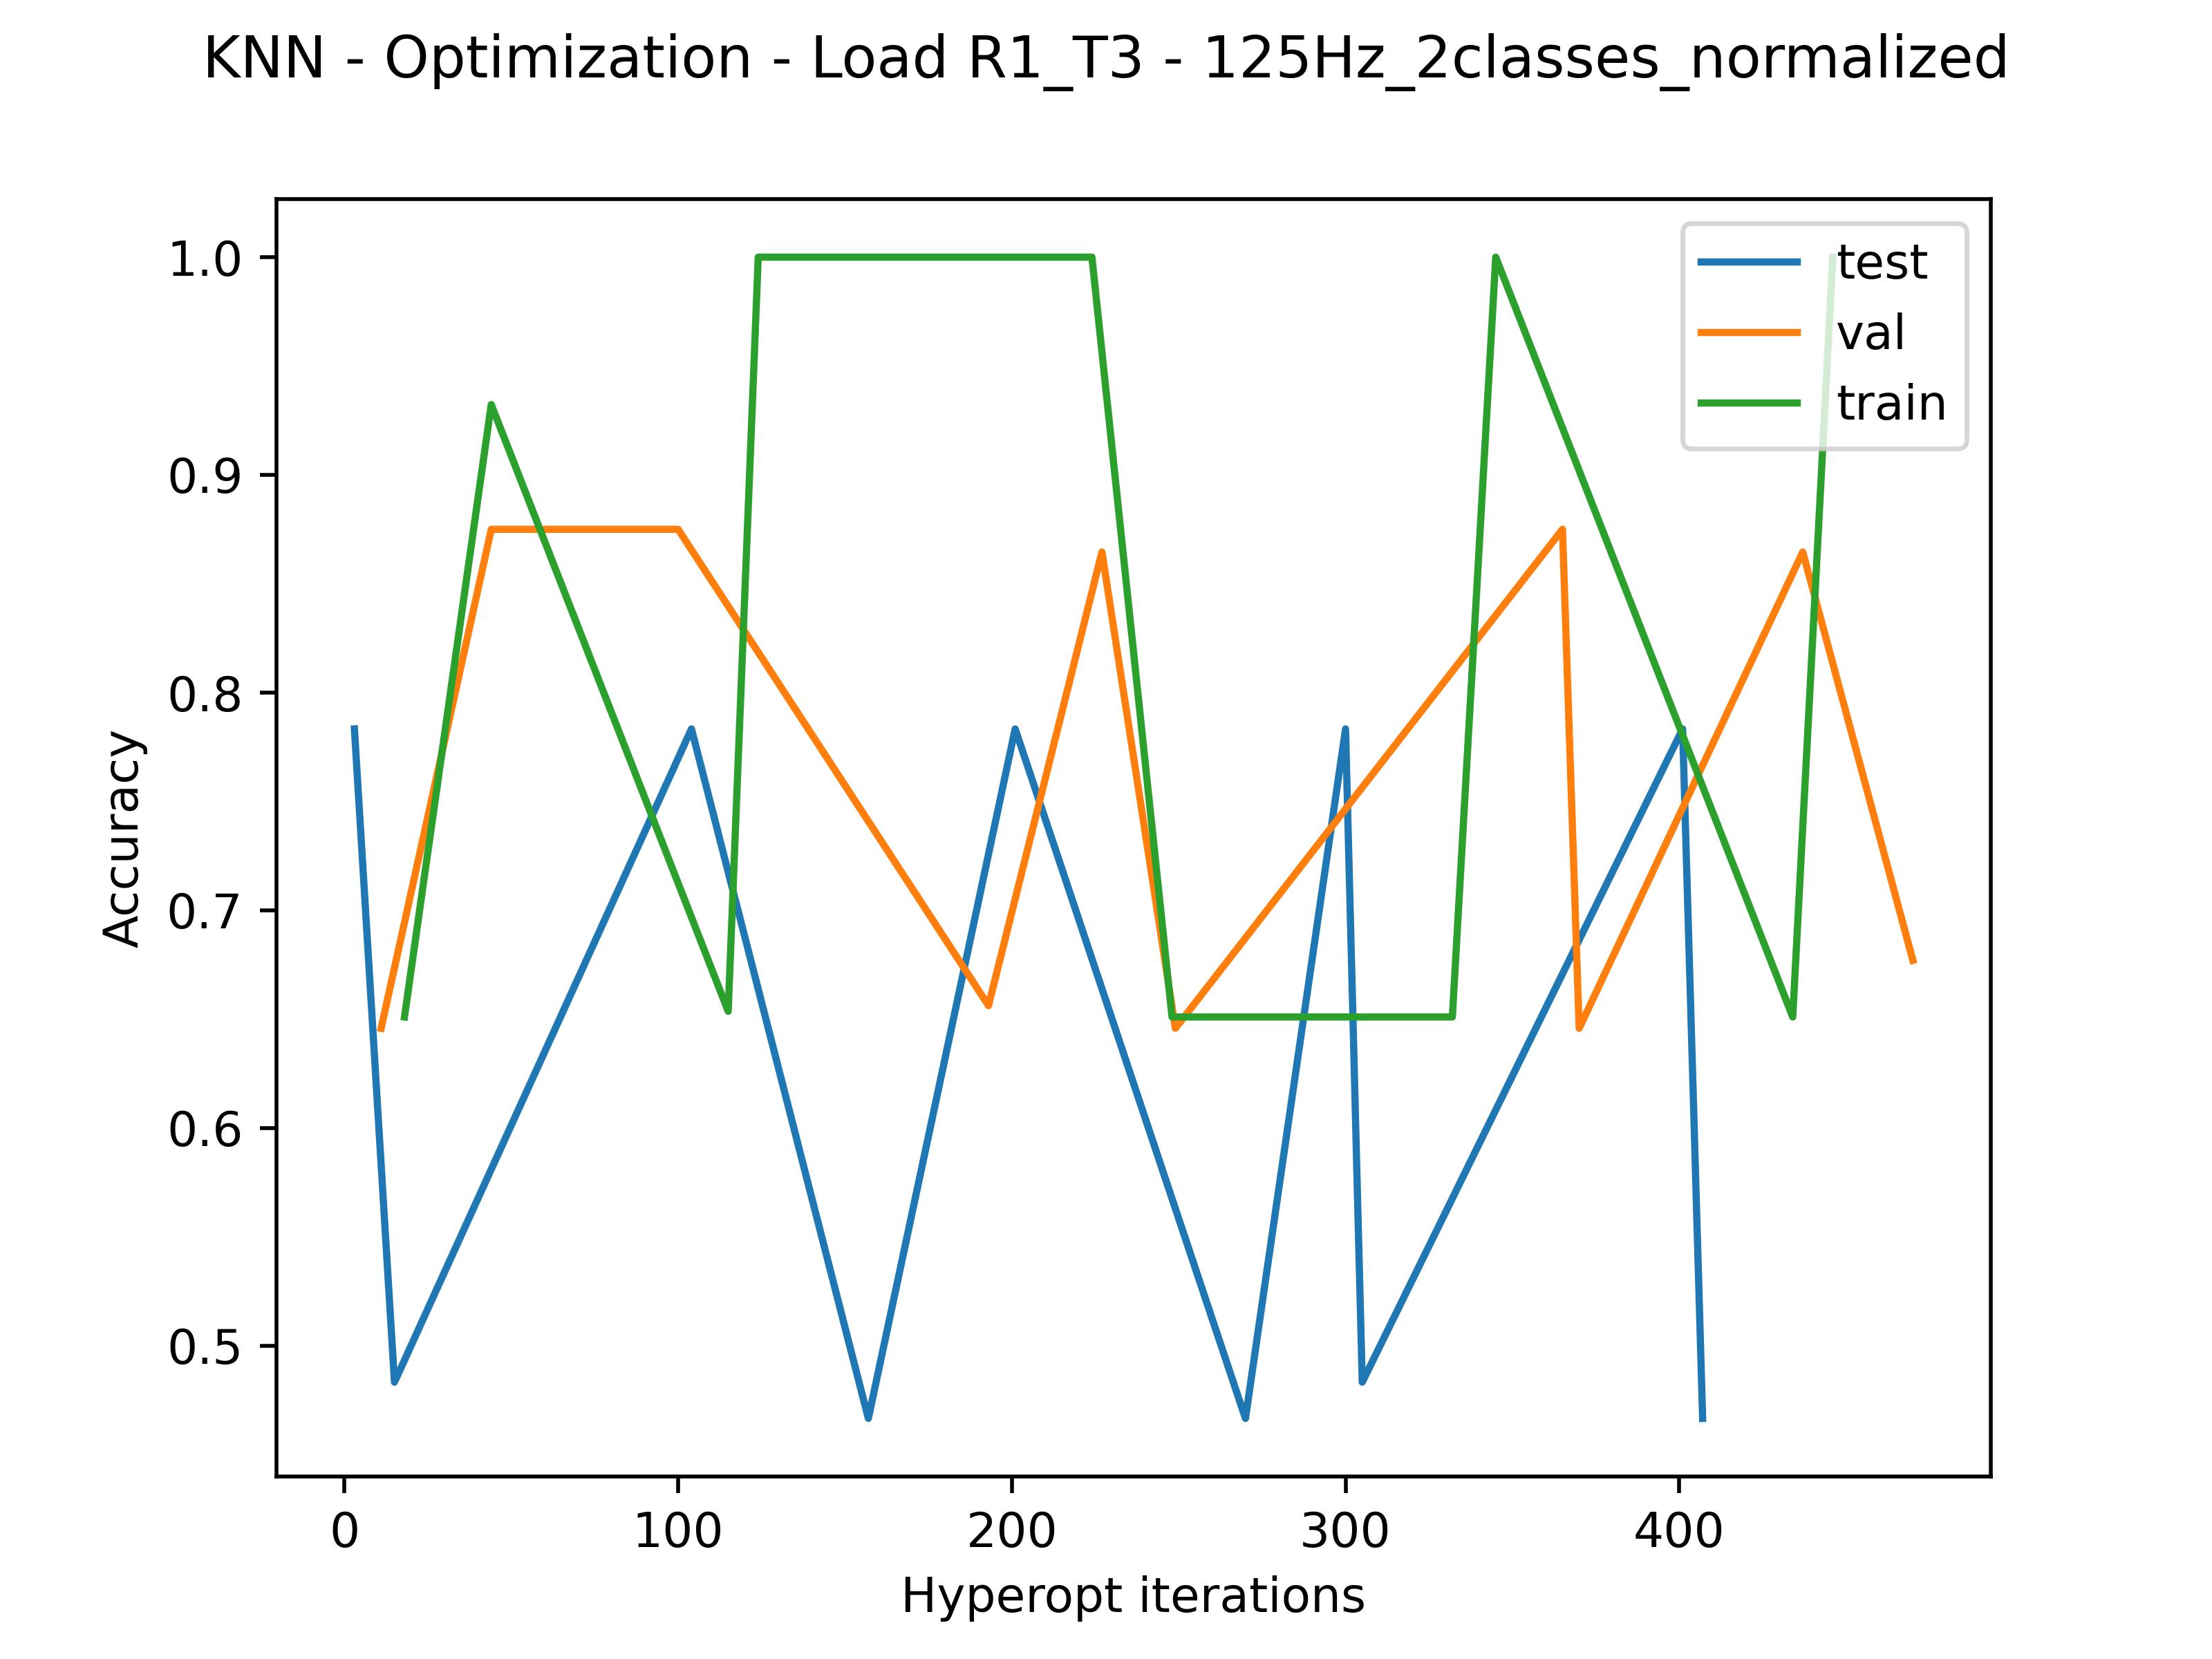 KNN - Optimization - Load R1_T3 - 125Hz_2classes_normalized
test
val
train
1.0
0.9
0.8
0.7
0.6
0.5
Accuracy
0 100 200 300 400
Hyperopt iterations